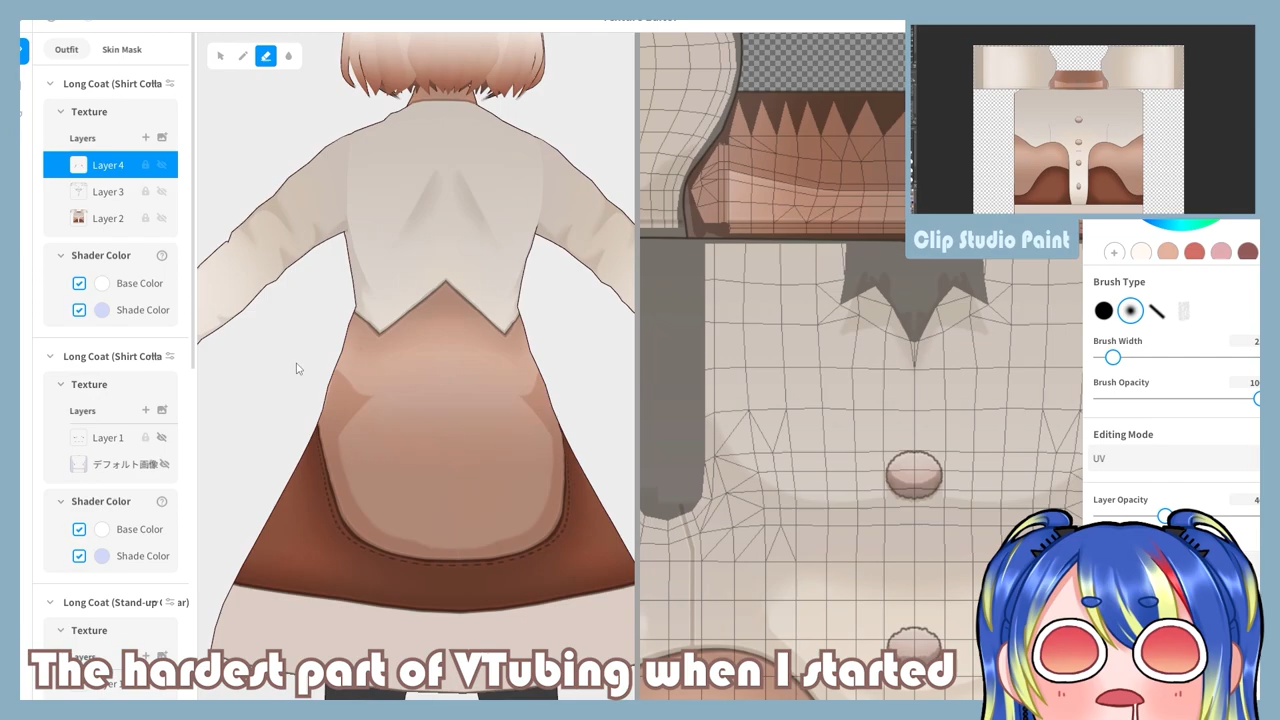 Outfit
Skin Mask
Long Coat (Shirt Colla
Texture
Layers
Layer 4
Layer 3
Layer 2
Shader Color
Base Color
Shade Color
Long Coat (Shirt Colla
Texture
Layers
Layer 1
デフォルト画像
Shader Color
Base Color
Shade Color
Long Coat (Stand-up
ar)
Texture
Clip Studio Paint
Brush Type
Brush Width
2
Brush Opacity
10
Editing Mode
UV
Layer Opacity
4
The hardest part of VTubing when I started